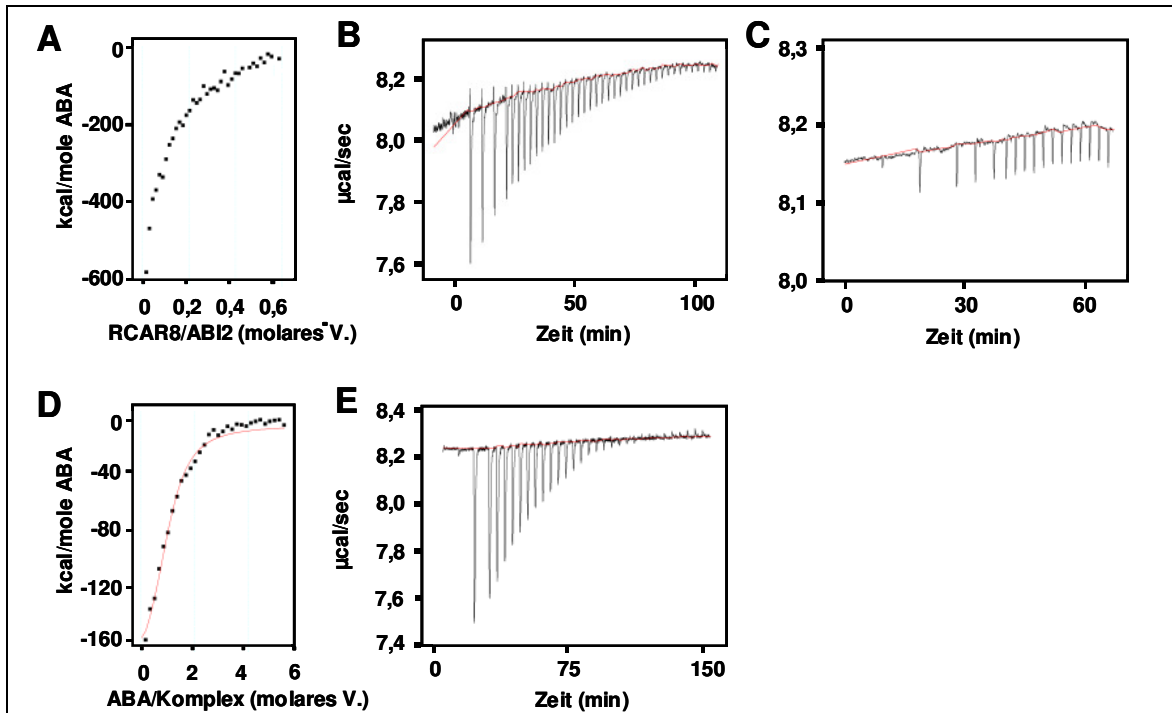 A
0
-200
-400
-600
kcal/mole ABA
0 0,2 0,4 0,6
RCAR8/ABI2 (molares V.)
B
8,2
8,0
7,8
7,6
µcal/sec
0 50 100
Zeit (min)
C
8,3
8,2
8,1
8,0
0 30 60
Zeit (min)
D
0
-40
-80
-120
-160
kcal/mole ABA
0 2 4 6
ABA/Komplex (molares V.)
E
8,4
8,2
8,0
7,8
7,6
7,4
µcal/sec
0 75 150
Zeit (min)